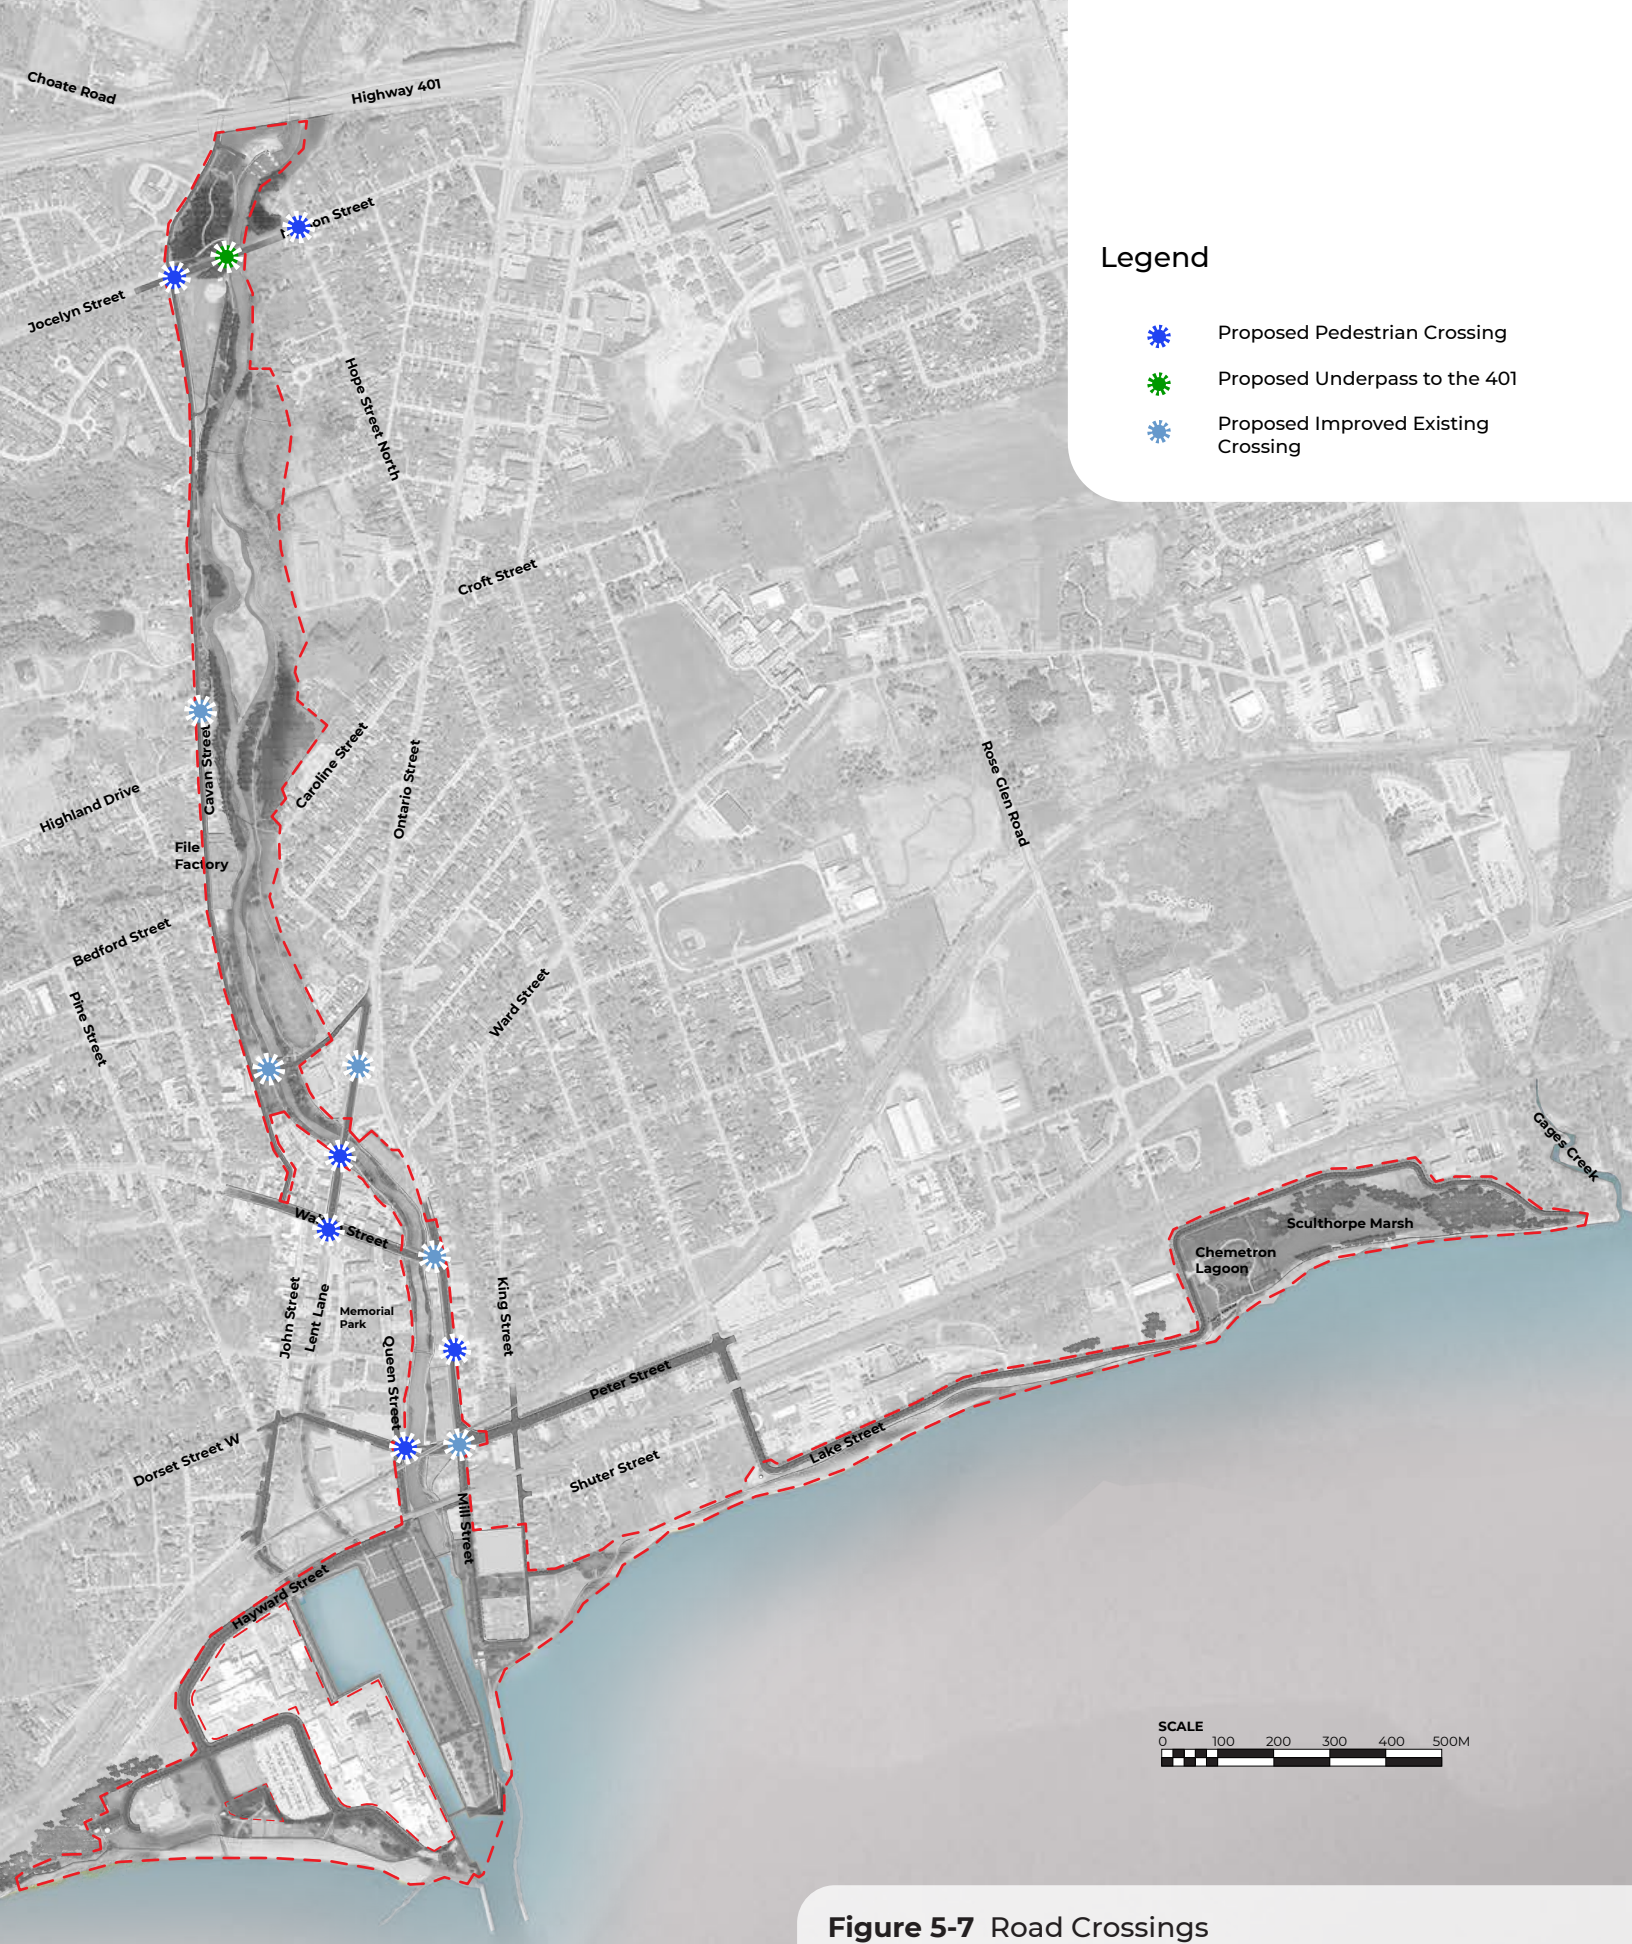 Choate Road
Highway 401
on Street
Jocelyn Street
Legend
Proposed Pedestrian Crossing
Proposed Underpass to the 401
Proposed Improved Existing
Crossing
Hope Street North
Croft Street
Cavan Street
Caroline Street
Ontario Street
Rose Glen Road
Highland Drive
File
Factory
Google Earth
Bedford Street
Pine Street
Ward Street
Gages Creek
Street
Sculthorpe Marsh
Chemetron
Lagoon
John Street
Lent Lane
Memorial
Park
King Street
Queen Street
Peter Street
Lake Street
Dorset Street W
Shuter Street
Mill Street
Hayward Street
SCALE
0 100 200 300 400 500M
Figure 5-7 Road Crossings